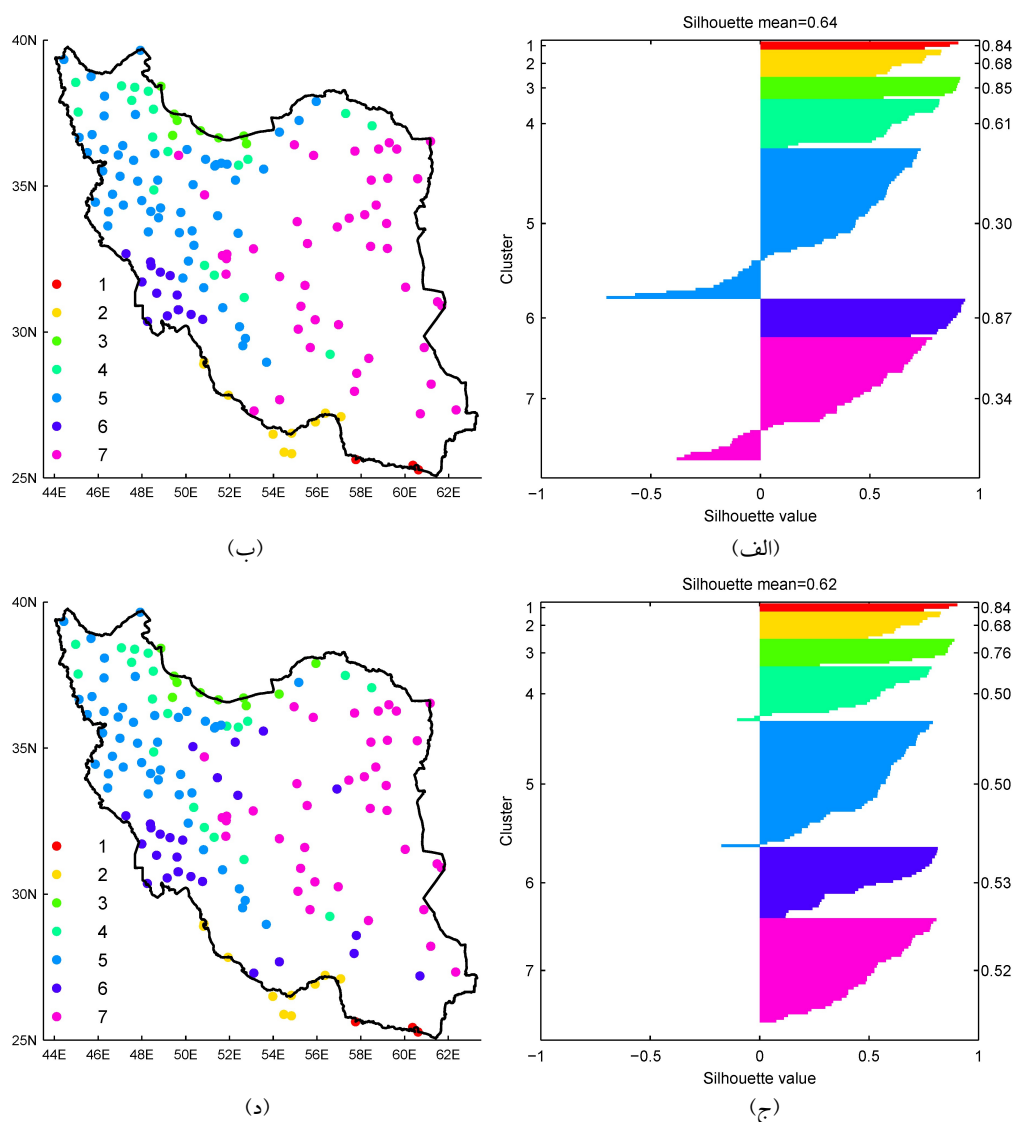 Silhouette mean=0.64
40N
35N
30N
25N
1
2
3
4
5
6
7
44E 46E 48E 50E 52E 54E 56E 58E 60E 62E
(ب)
Cluster
1
2
3
4
5
6
7
0.84
0.68
0.85
0.61
0.30
0.87
0.34
−1 −0.5 0 0.5 1
Silhouette value
(الف)
Silhouette mean=0.62
40N
35N
30N
25N
1
2
3
4
5
6
7
44E 46E 48E 50E 52E 54E 56E 58E 60E 62E
(د)
Cluster
1
2
3
4
5
6
7
0.84
0.68
0.76
0.50
0.50
0.53
0.52
−1 −0.5 0 0.5 1
Silhouette value
(ج)